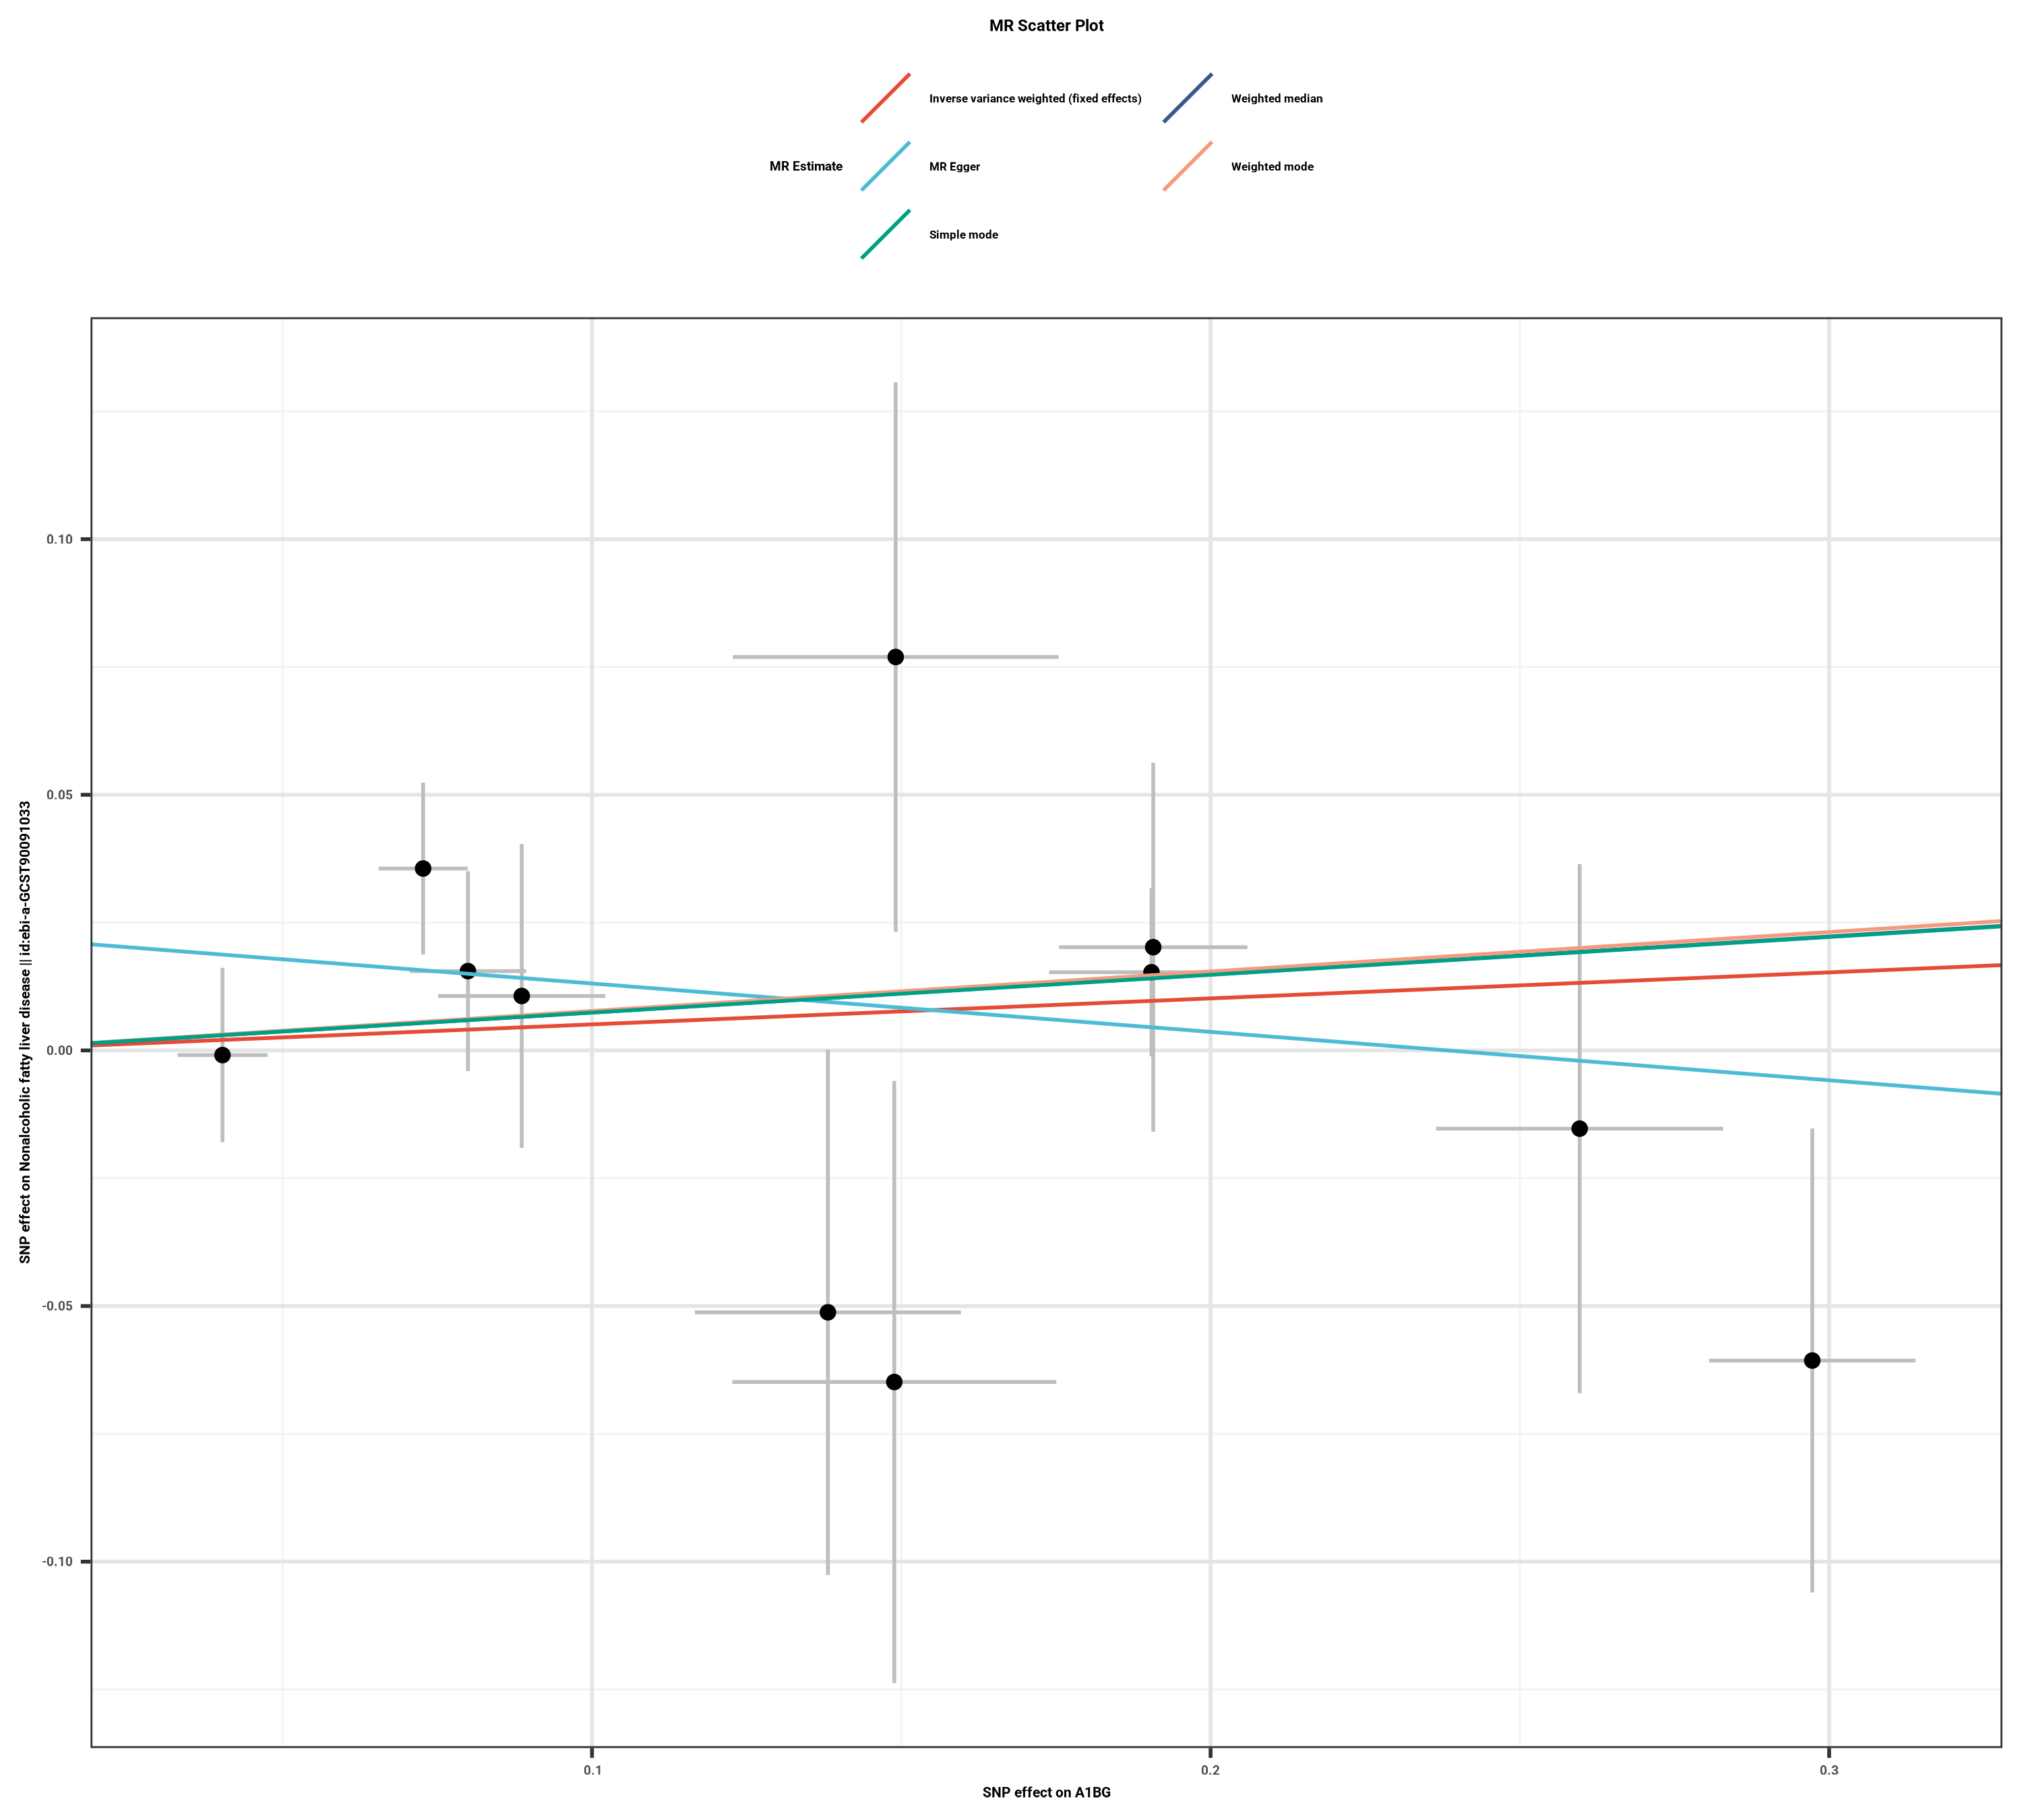 MR Scatter Plot
MR Estimate
Inverse variance weighted (fixed effects)
MR Egger
Simple mode
Weighted median
Weighted mode
SNP effect on Nonalcoholic fatty liver disease || id:ebi-a-GCST90091033
0.10
0.05
0.00
-0.05
-0.10
0.1
0.2
0.3
SNP effect on A1BG